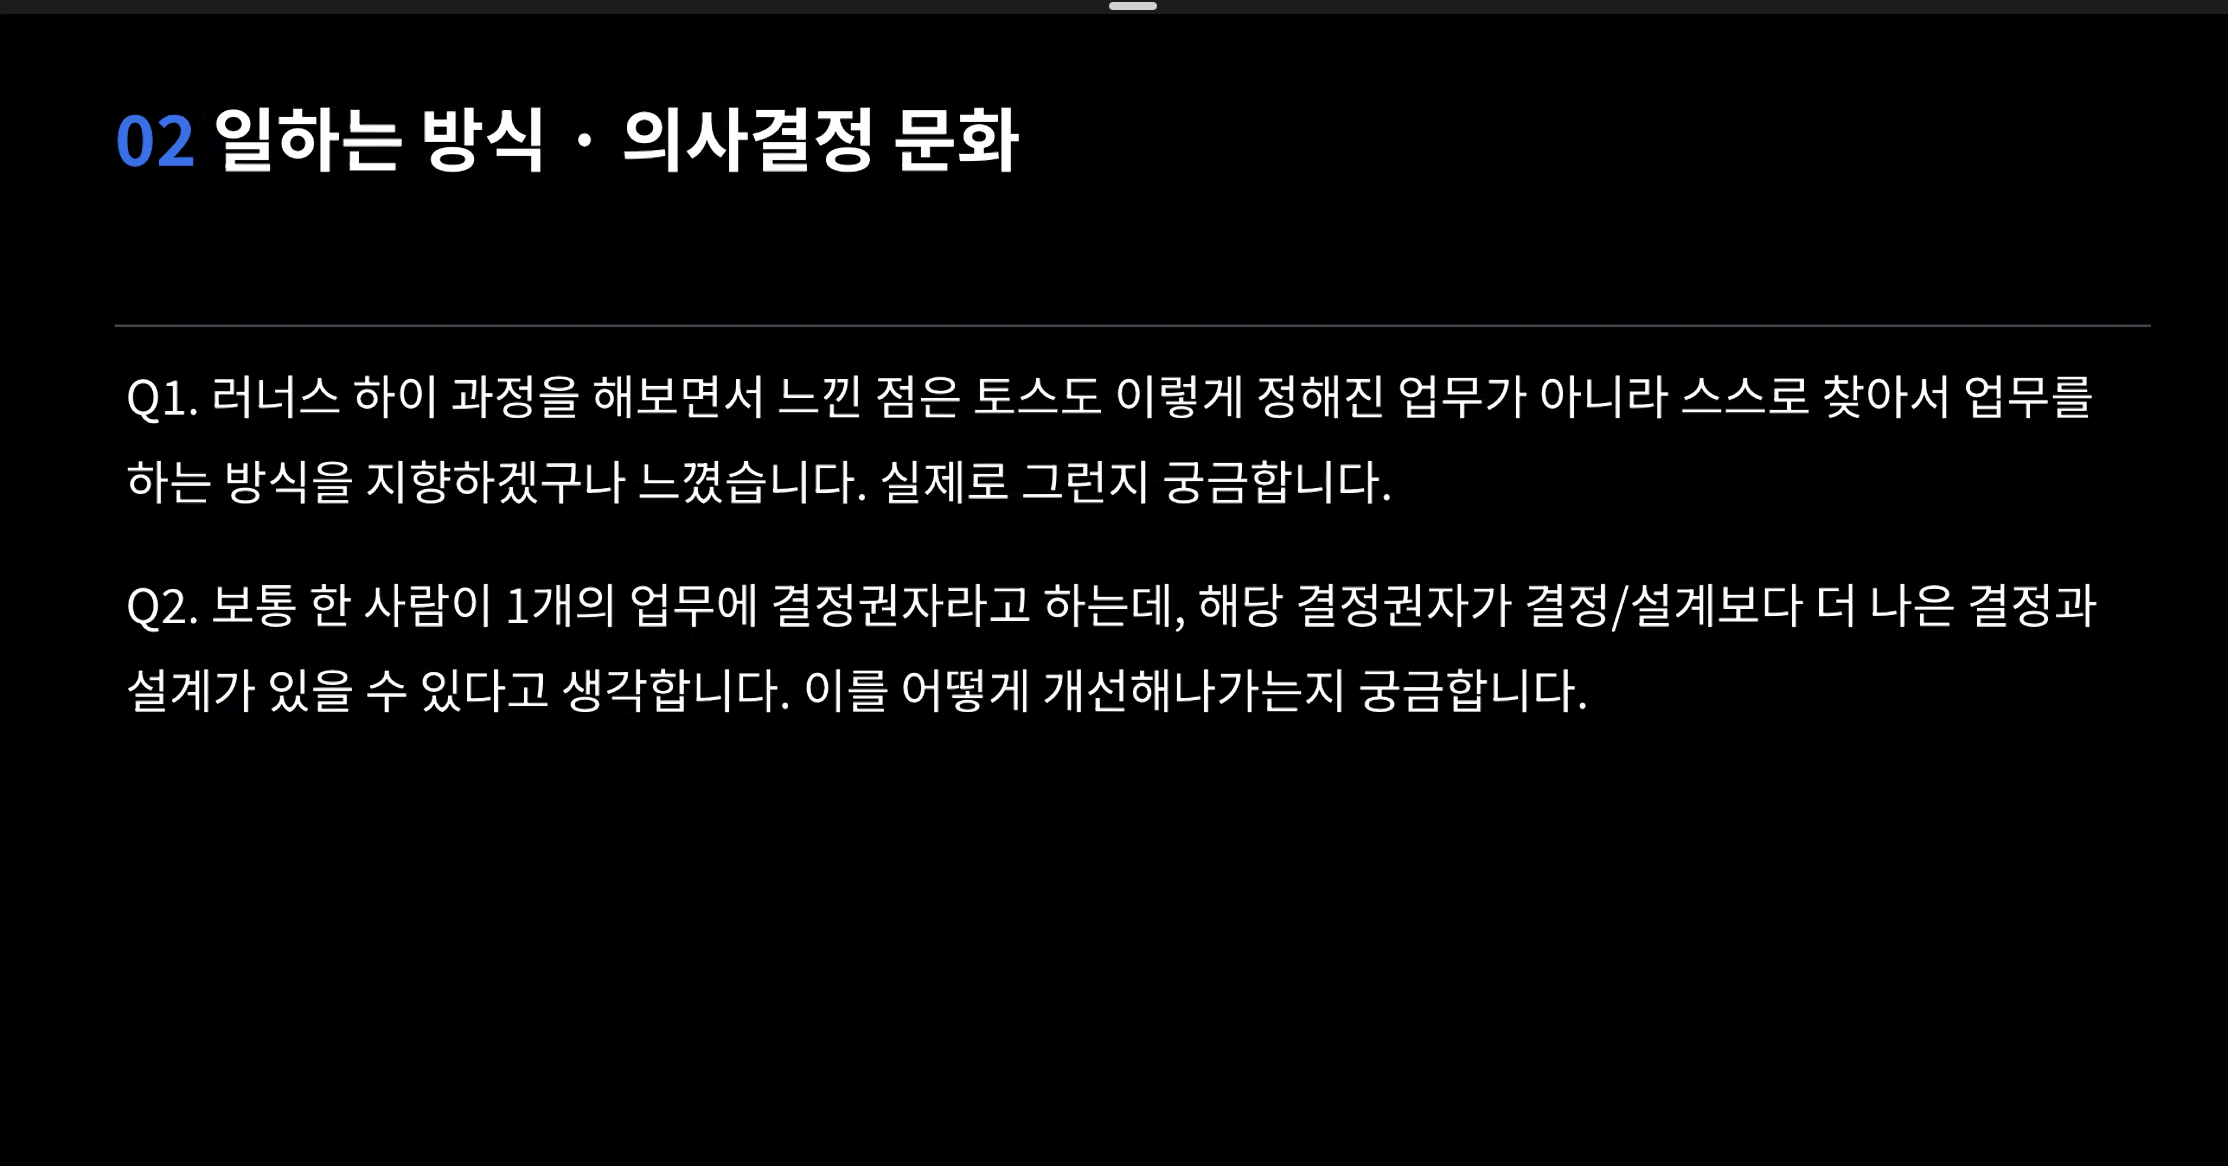 02 일하는 방식 · 의사결정 문화
Q1. 러너스 하이 과정을 해보면서 느낀 점은 토스도 이렇게 정해진 업무가 아니라 스스로 찾아서 업무를
하는 방식을 지향하겠구나 느꼈습니다. 실제로 그런지 궁금합니다.
Q2. 보통 한 사람이 1개의 업무에 결정권자라고 하는데, 해당 결정권자가 결정/설계보다 더 나은 결정과
설계가 있을 수 있다고 생각합니다. 이를 어떻게 개선해나가는지 궁금합니다.